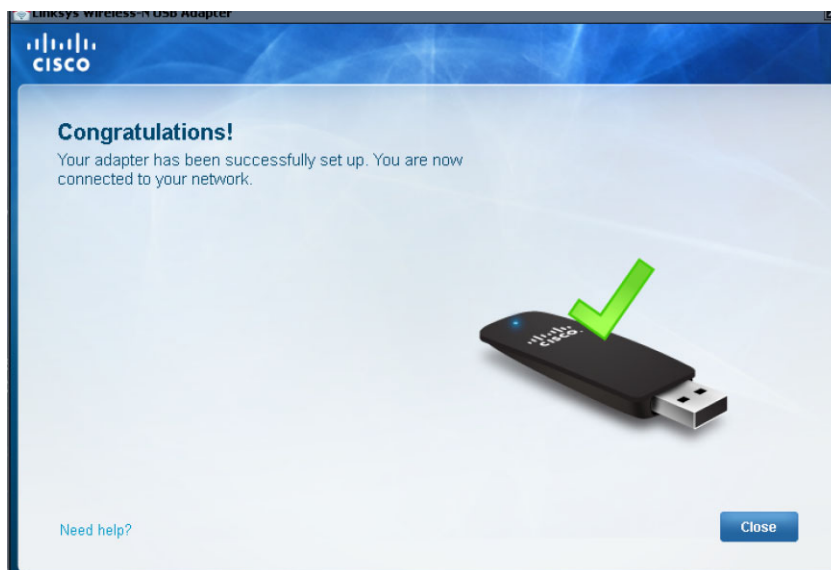 Linksys Wireless-N USB Adapter
CISCO
Congratulations!
Your adapter has been successfully set up. You are now
connected to your network.
CISCO.
Need help?
Close